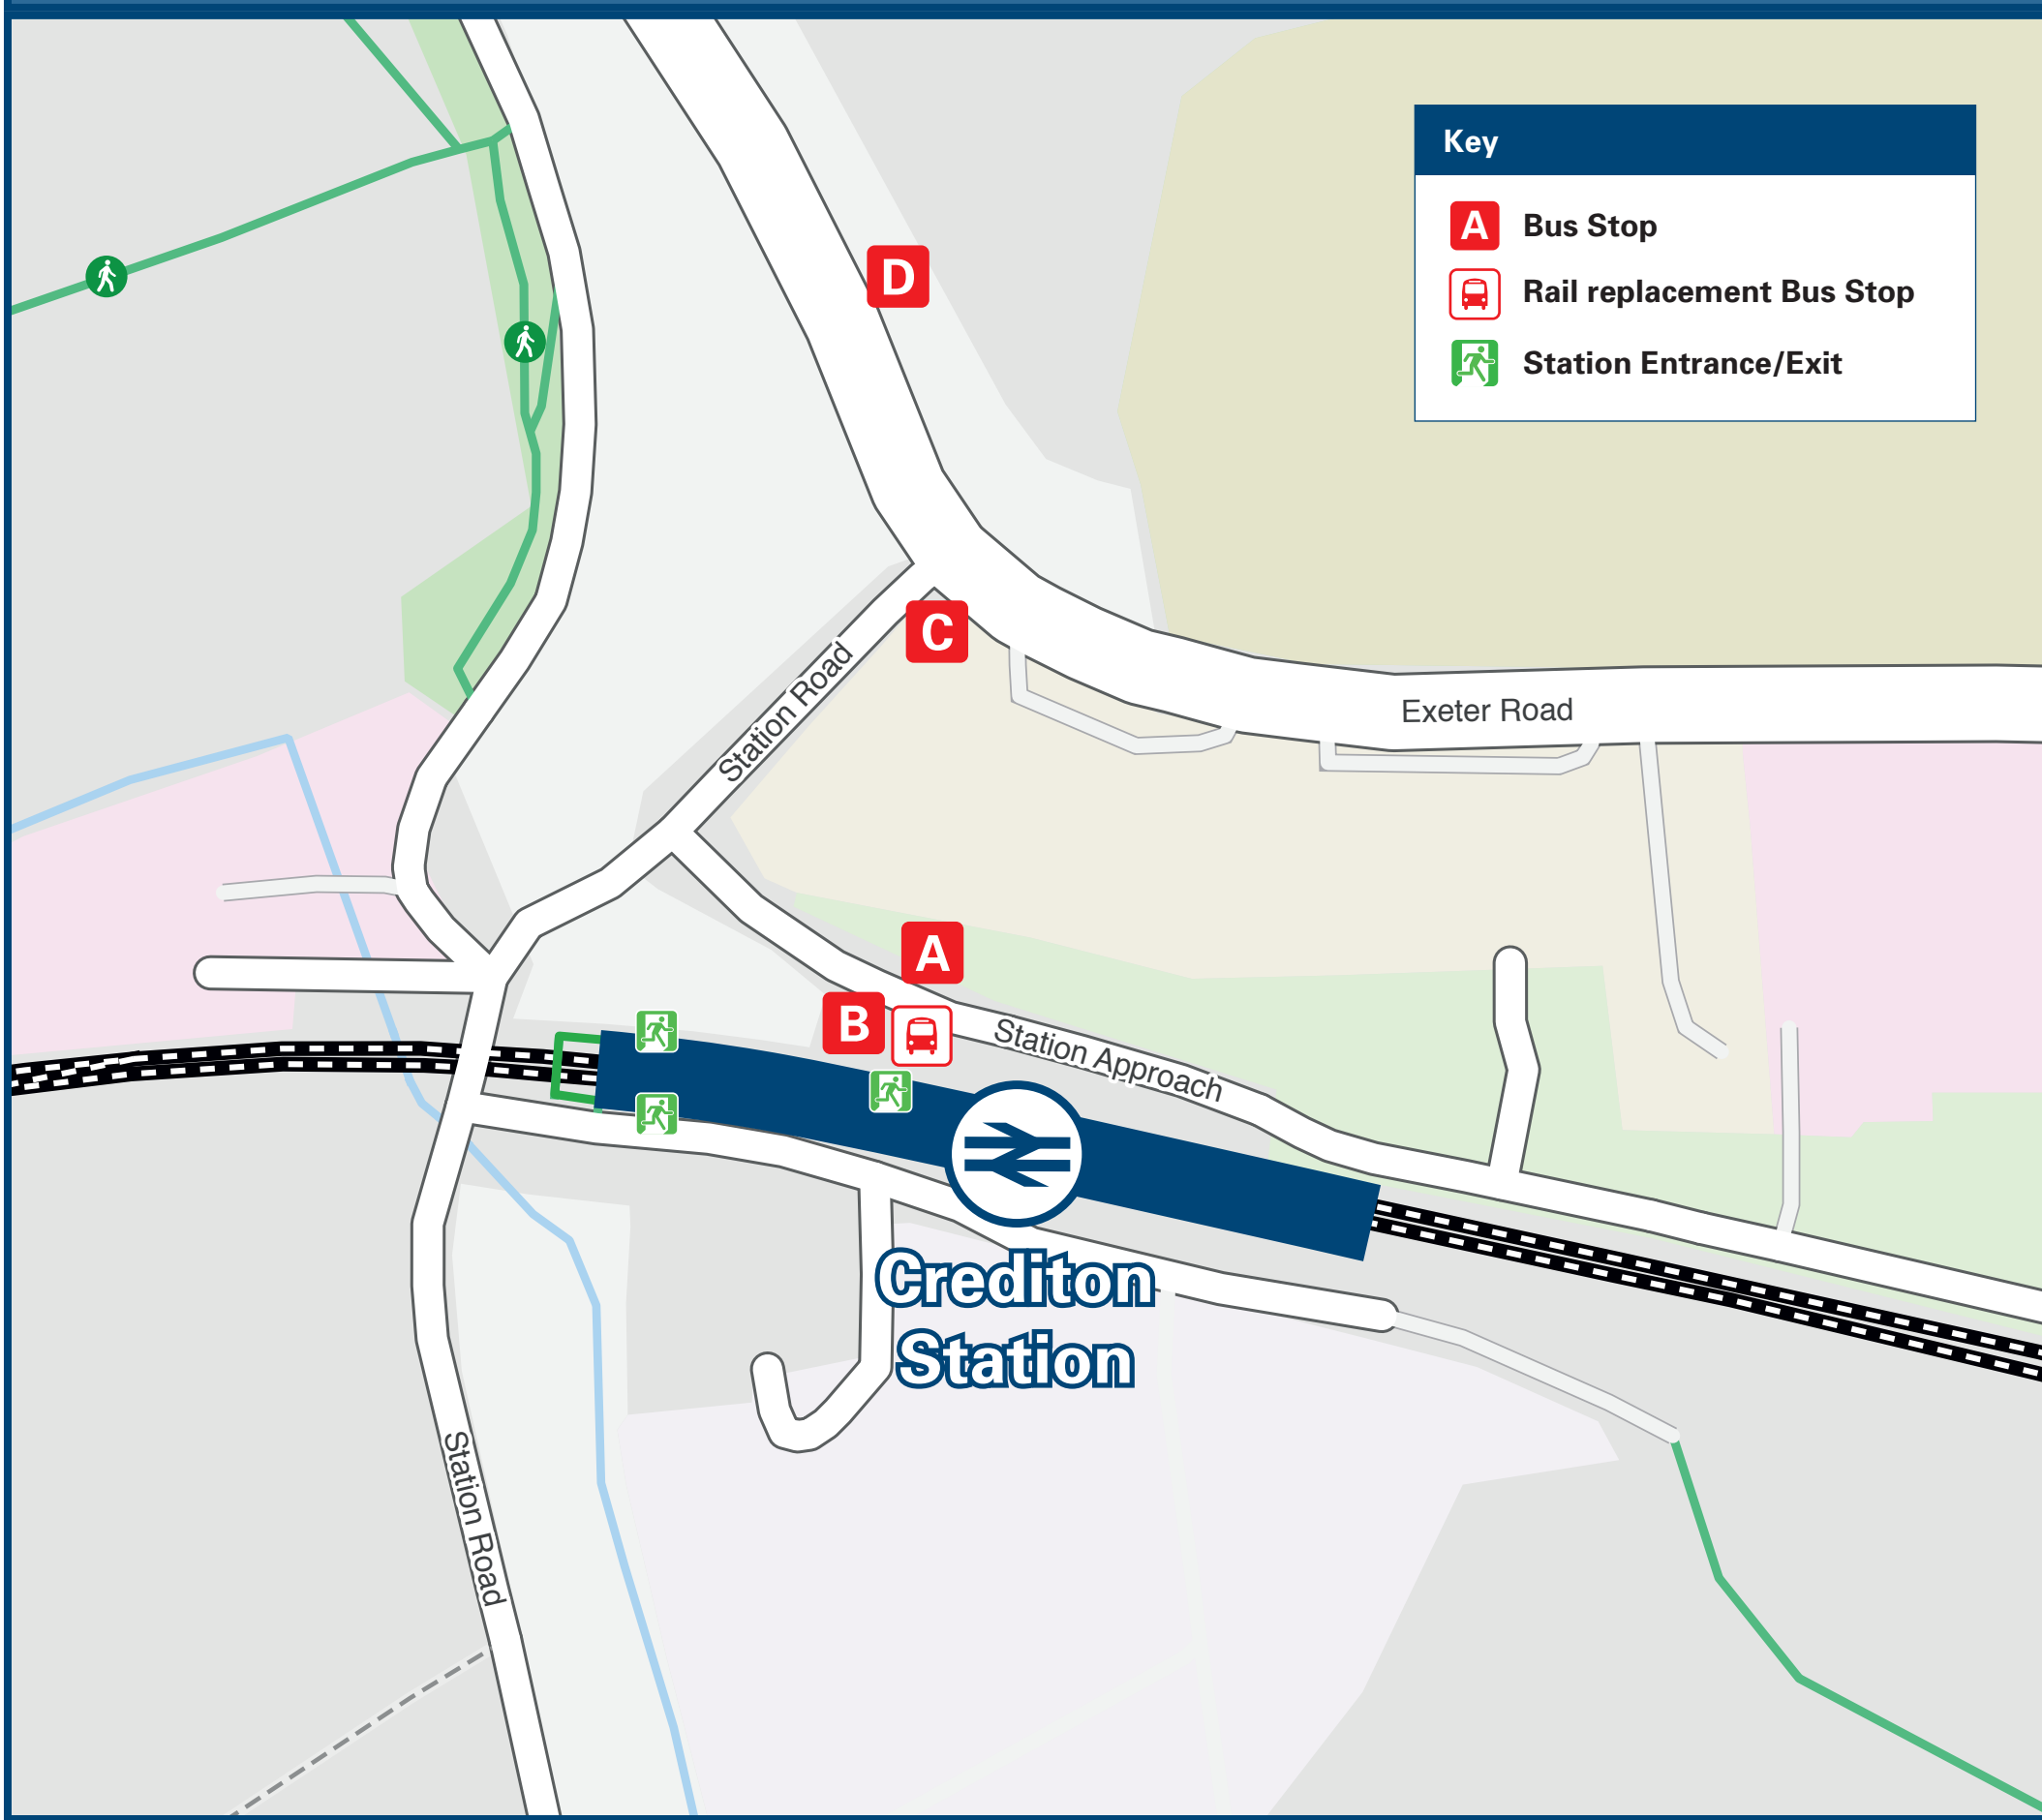 Key
A Bus Stop
Rail replacement Bus Stop
Station Entrance/Exit
D
C
Station Road
Exeter Road
A
B
Station Approach
Crediton
Station
Station Road